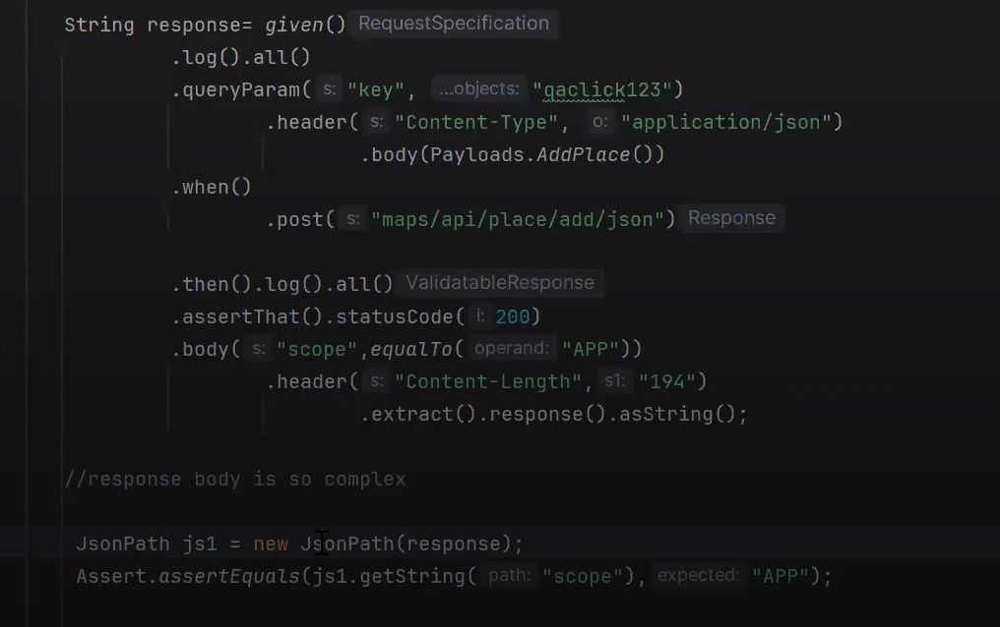 String response= given() RequestSpecification
.log().all()
.queryParam( s: "key", ...objects: "qaclick123")
.header( s: "Content-Type", o: "application/json")
.body(Payloads.AddPlace())
.when()
.post( s: "maps/api/place/add/json") Response
.then().log().all() ValidatableResponse
.assertThat().statusCode( i: 200)
.body( s: "scope",equalTo( operand: "APP"))
.header( s: "Content-Length", s1: "194")
.extract().response().asString();
//response body is so complex
JsonPath js1 = new JsonPath(response);
Assert.assertEquals(js1.getString( path: "scope"), expected: "APP");